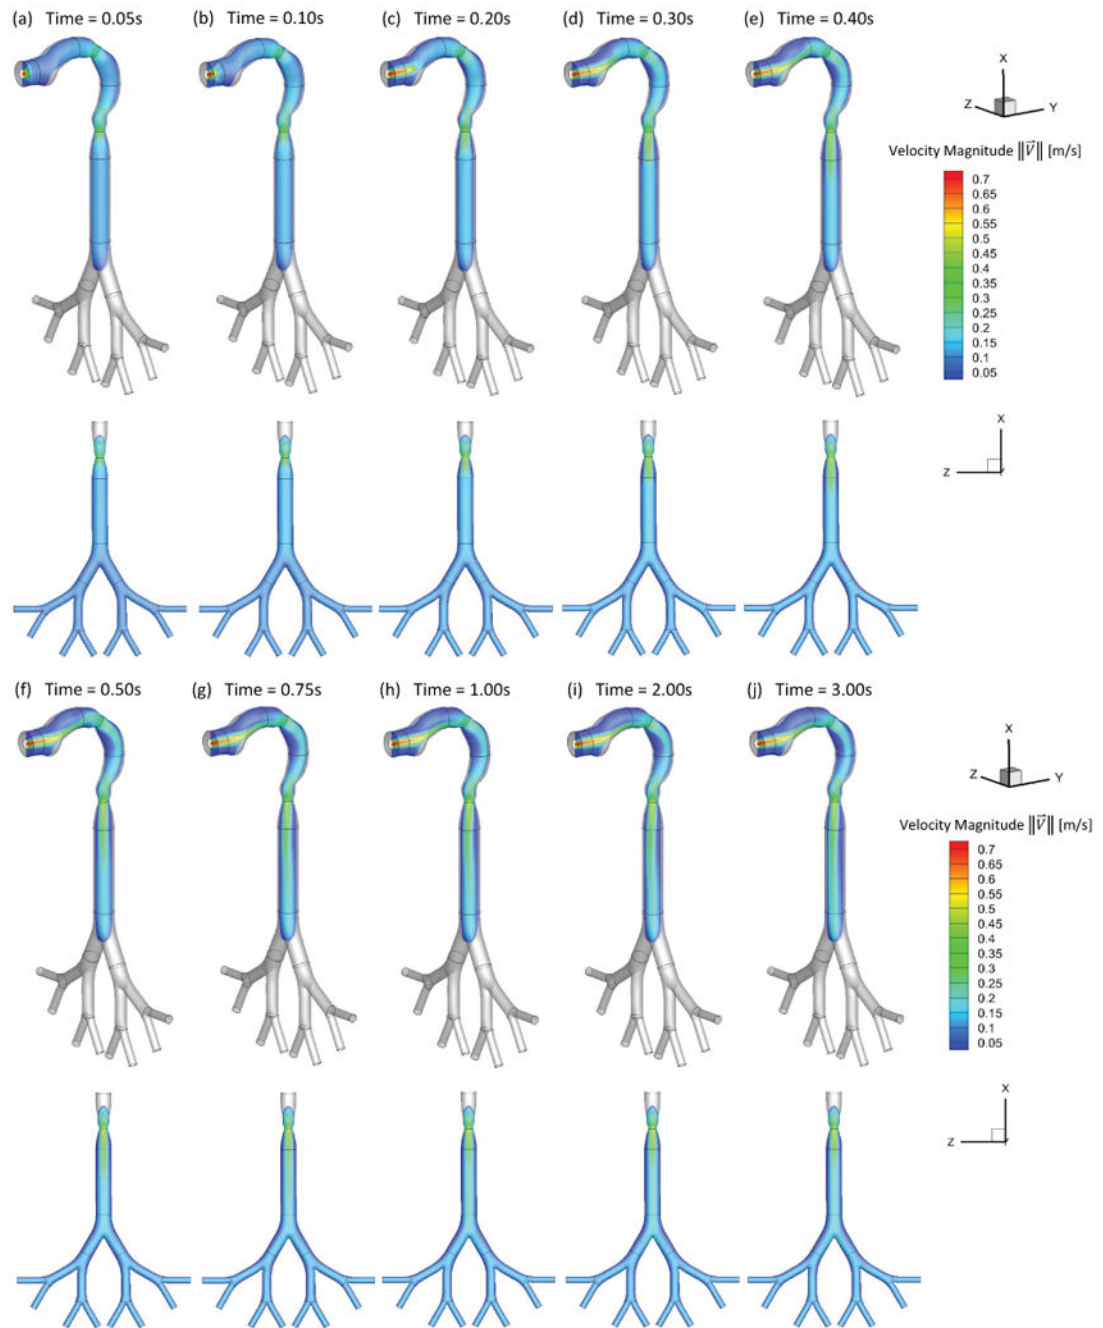 (a) Time = 0.05s
(b) Time = 0.10s
(c) Time = 0.20s
(d) Time = 0.30s
(e) Time = 0.40s
X
Z
Y
Velocity Magnitude ‖V⃗‖ [m/s]
0.7
0.65
0.6
0.55
0.5
0.45
0.4
0.35
0.3
0.25
0.2
0.15
0.1
0.05
X
Z
(f) Time = 0.50s
(g) Time = 0.75s
(h) Time = 1.00s
(i) Time = 2.00s
(j) Time = 3.00s
X
Z
Y
Velocity Magnitude ‖V⃗‖ [m/s]
0.7
0.65
0.6
0.55
0.5
0.45
0.4
0.35
0.3
0.25
0.2
0.15
0.1
0.05
X
Z